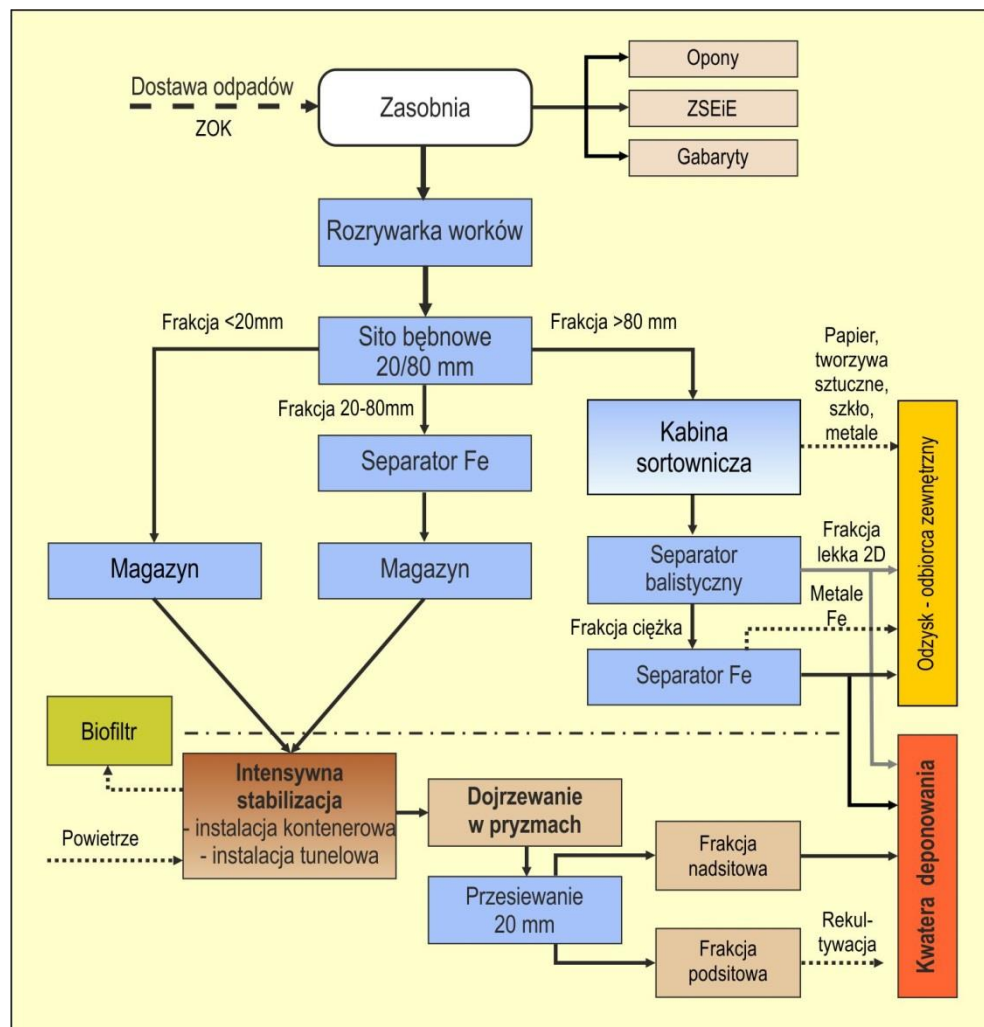 Opony
Dostawa odpadów
ZOK
Zasobnia
ZSEiE
Gabaryty
Rozrywarka worków
Frakcja <20mm
Sito bębnowe
20/80 mm
Frakcja >80 mm
Frakcja 20-80mm
Papier,
tworzywa
sztuczne,
szkło,
metale
Kabina
sortownicza
Separator Fe
Magazyn
Magazyn
Separator
balistyczny
Frakcja
lekka 2D
Metale
Fe
Frakcja ciężka
Separator Fe
Odzysk - odbiorca zewnętrzny
Biofiltr
Intensywna
stabilizacja
- instalacja kontenerowa
- instalacja tunelowa
Powietrze
Dojrzewanie
w pryzmach
Przesiewanie
20 mm
Frakcja
nadsitowa
Frakcja
podsitowa
Rekul-
tywacja
Kwatera deponowania